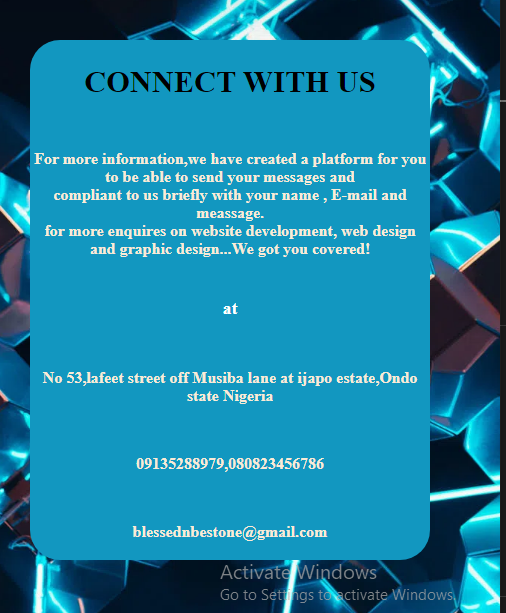 CONNECT WITH US
For more information,we have created a platform for you
to be able to send your messages and
compliant to us briefly with your name , E-mail and
meassage.
for more enquires on website development, web design
and graphic design...We got you covered!
at
No 53,lafeet street off Musiba lane at ijapo estate,Ondo
state Nigeria
09135288979,080823456786
blessednbestone@gmail.com
Activate Windows
Go to Settings to activate Windows.